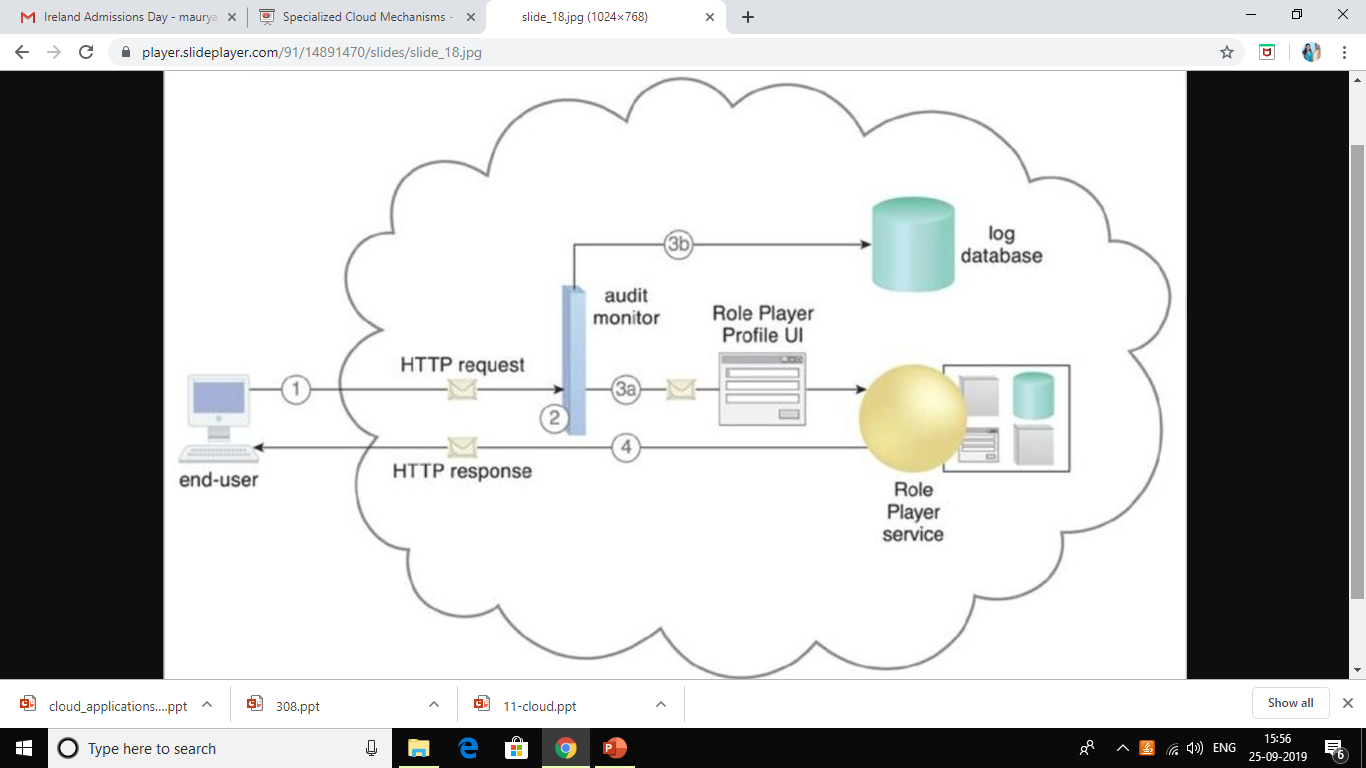 Ireland Admissions Day - maurya
Specialized Cloud Mechanisms -
slide_18.jpg (1024×768)
player.slideplayer.com/91/14891470/slides/slide_18.jpg
3b
log
database
audit
monitor
Role Player
Profile UI
HTTP request
1
3a
2
4
HTTP response
end-user
Role
Player
service
cloud_applications....ppt
308.ppt
11-cloud.ppt
Show all
Type here to search
ENG
15:56
25-09-2019
6